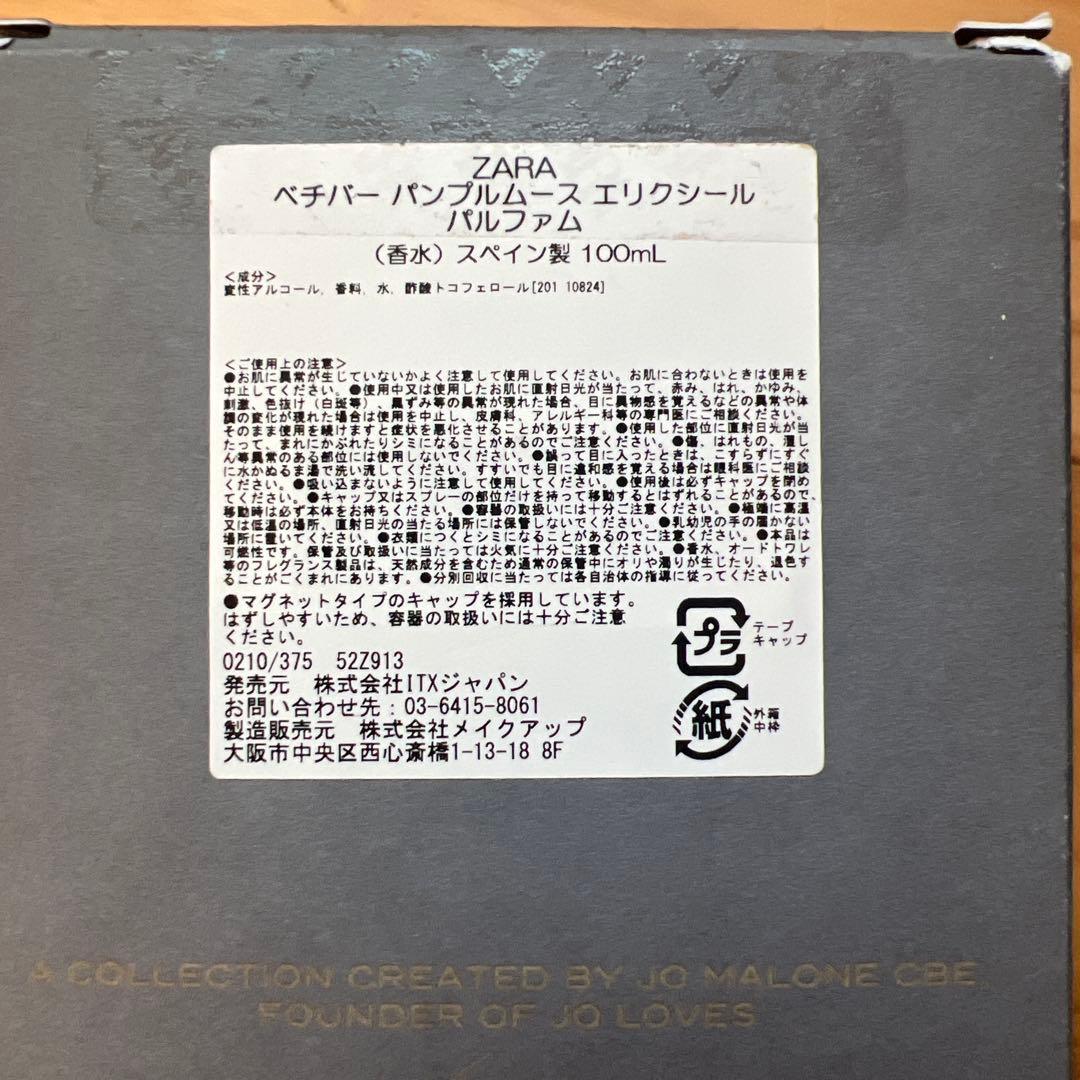 ZARA
ベチバー パンプルムース エリクシール
パルファム
（香水）スペイン製 100mL
＜成分＞
変性アルコール, 香料, 水, 酢酸トコフェロール[201 10824]
＜ご使用上の注意＞
●お肌に異常が生じていないかよく注意して使用してください。お肌に合わないときは使用を
中止してください。●使用中又は使用したお肌に直射日光が当たって、赤み、はれ、かゆみ、
刺激、色抜け（白斑等）、黒ずみ等の異常が現れた場合、目に異物感を覚えるなどの異常や体
調の変化が現れた場合は使用を中止し、皮膚科、アレルギー科等の専門医にご相談ください。
そのまま使用を続けますと症状を悪化させることがあります。●使用した部位に直射日光が当
たって、まれにかぶれたりシミになることがあるのでご注意ください。●傷、はれもの、湿し
ん等異常のある部位には使用しないでください。●誤って目に入ったときは、こすらずにすぐ
に水かぬるま湯で洗い流してください。すすいでも目に違和感を覚える場合は眼科医にご相談
ください。●吸い込まないように注意して使用してください。●使用後は必ずキャップを閉め
てください。●キャップ又はスプレーの部位だけを持って移動するとはずれることがあるので、
移動時は必ず本体をお持ちください。●容器の取扱いには十分ご注意ください。●極端に高温
又は低温の場所、直射日光の当たる場所には保管しないでください。●乳幼児の手の届かない
場所に置いてください。●衣類につくとシミになることがあるのでご注意ください。●本品は
可燃性です。保管及び取扱いに当たっては火気に十分ご注意ください。●香水、オードトワレ
等のフレグランス製品は、天然成分を含むため通常の保管中にオリや濁りが生じたり、退色す
ることがごくまれにあります。●分別回収に当たっては各自治体の指導に従ってください。
●マグネットタイプのキャップを採用しています。
はずしやすいため、容器の取扱いには十分ご注意
ください。
0210/375 52Z913
発売元 株式会社ITXジャパン
お問い合わせ先：03-6415-8061
製造販売元 株式会社メイクアップ
大阪市中央区西心斎橋1-13-18 8F
プラ
テープ
キャップ
紙
外箱
中枠
A COLLECTION CREATED BY JO MALONE CBE,
FOUNDER OF JO LOVES